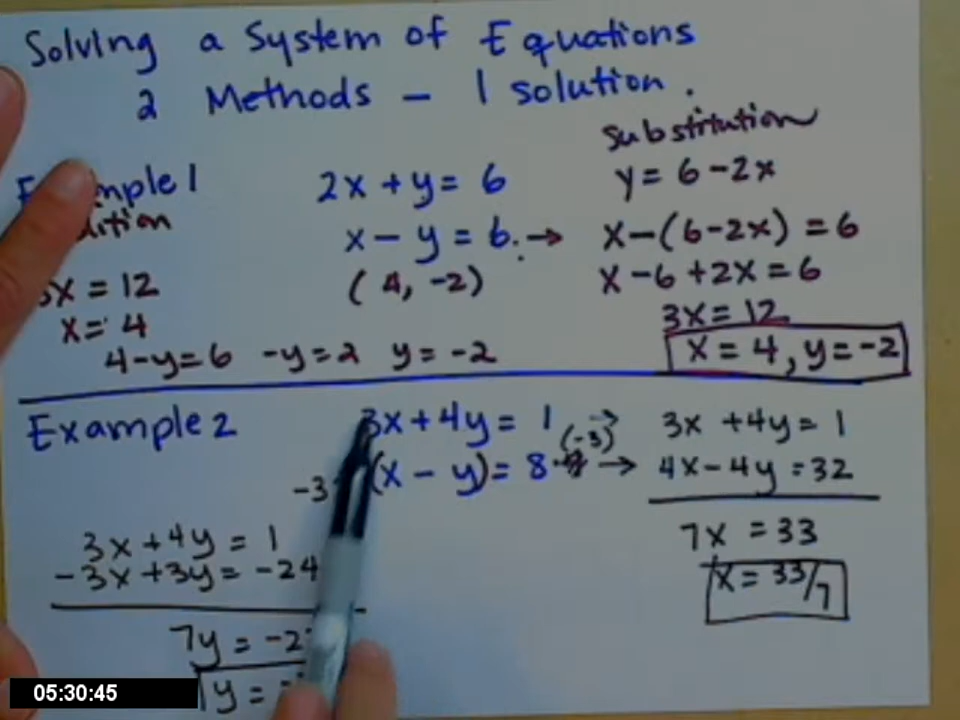 Solving a System of Equations
2 Methods - 1 solution.
substitution
2x + y = 6
y = 6 - 2x
x - y = 6. → x - (6 - 2x) = 6
(4, -2)
x - 6 + 2x = 6
x = 12
3x = 12
x = 4
x = 4, y = -2
4 - y = 6 -y = 2 y = -2
Example 2
3x + 4y = 1 → 3x + 4y = 1
(x - y) = 8 (-3) → 4x - 4y = 32
-3
7x = 33
x = 33/7
3x + 4y = 1
-3x + 3y = -24
7y = -2
y =
05:30:45